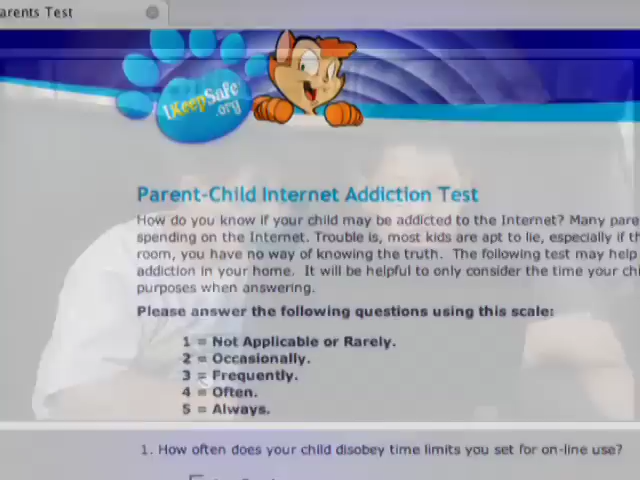 arents Test
iKeepSafe
.org
Parent-Child Internet Addiction Test
How do you know if your child may be addicted to the Internet? Many pare
spending on the Internet. Trouble is, most kids are apt to lie, especially if th
room, you have no way of knowing the truth. The following test may help
addiction in your home. It will be helpful to only consider the time your chi
purposes when answering.
Please answer the following questions using this scale:
1 = Not Applicable or Rarely.
2 = Occasionally.
3 = Frequently.
4 = Often.
5 = Always.
1. How often does your child disobey time limits you set for on-line use?